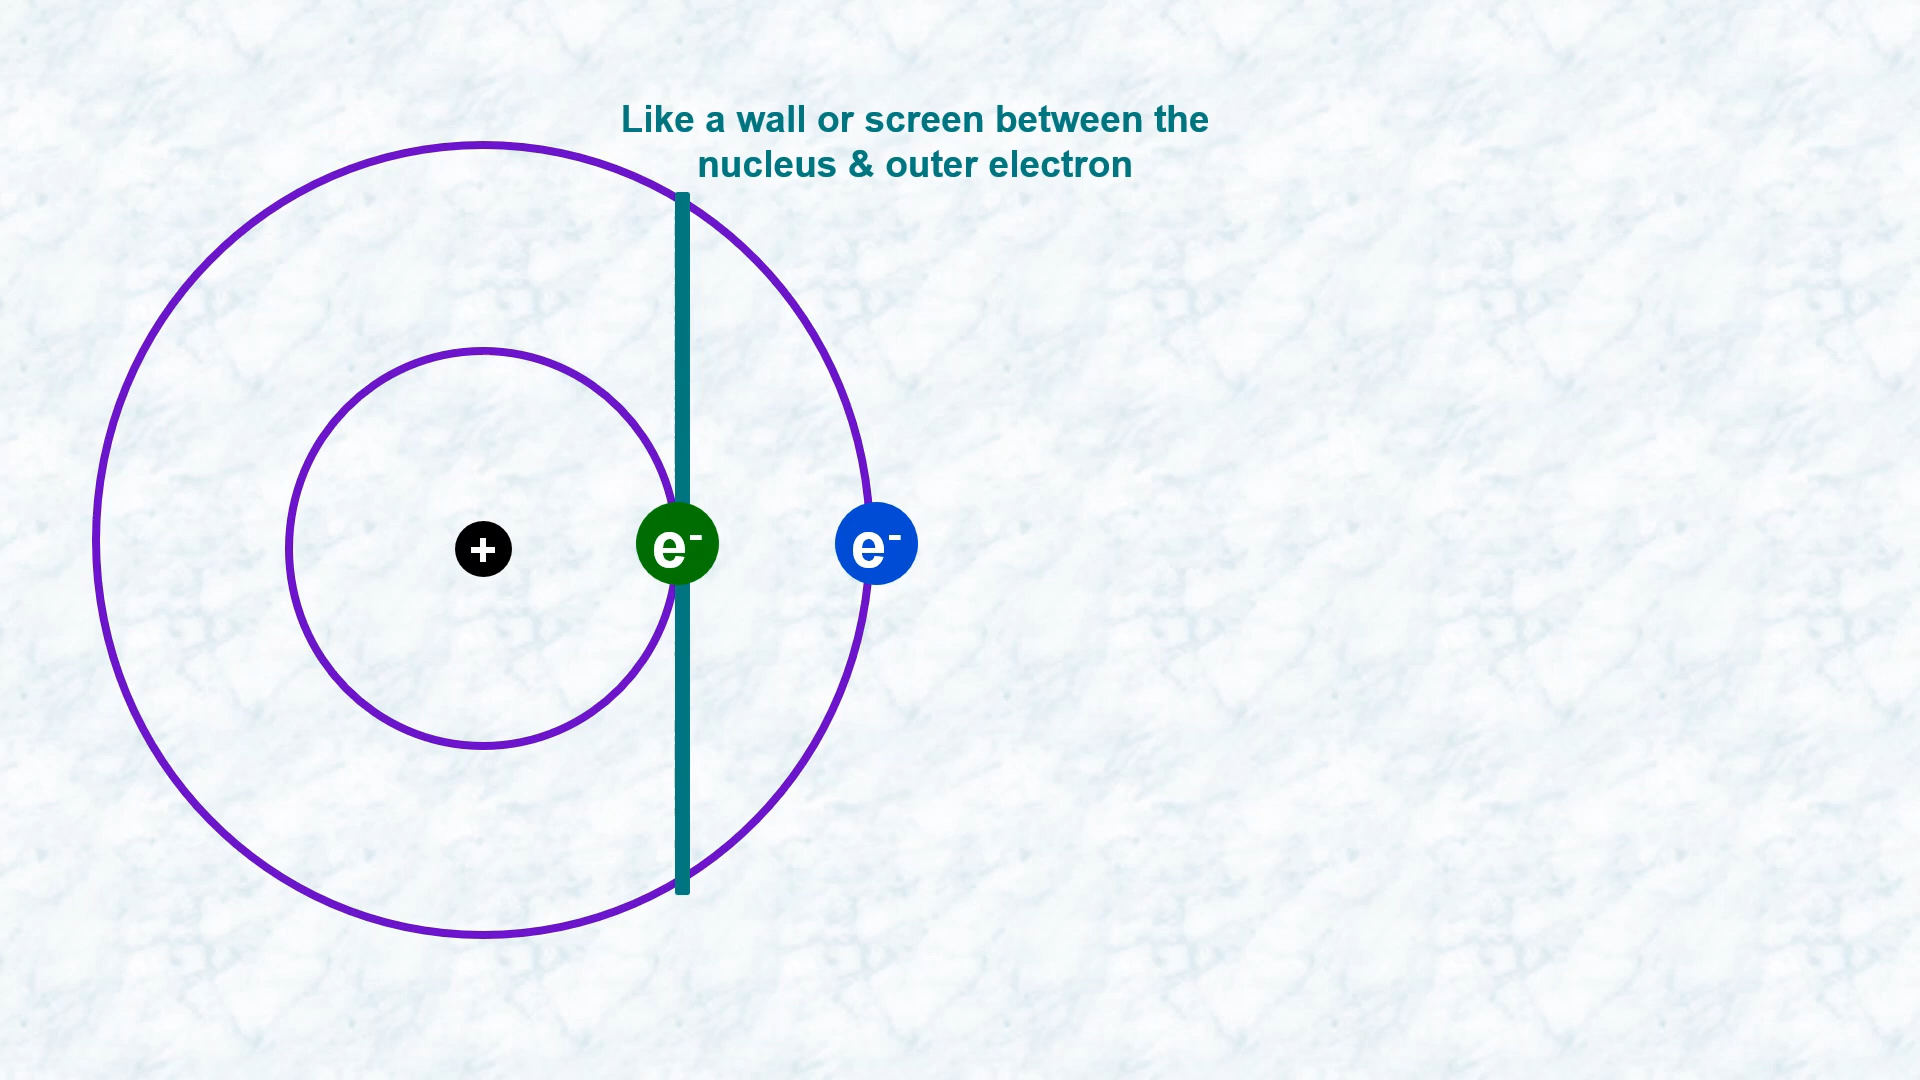 Like a wall or screen between the
nucleus & outer electron
+
e-
e-